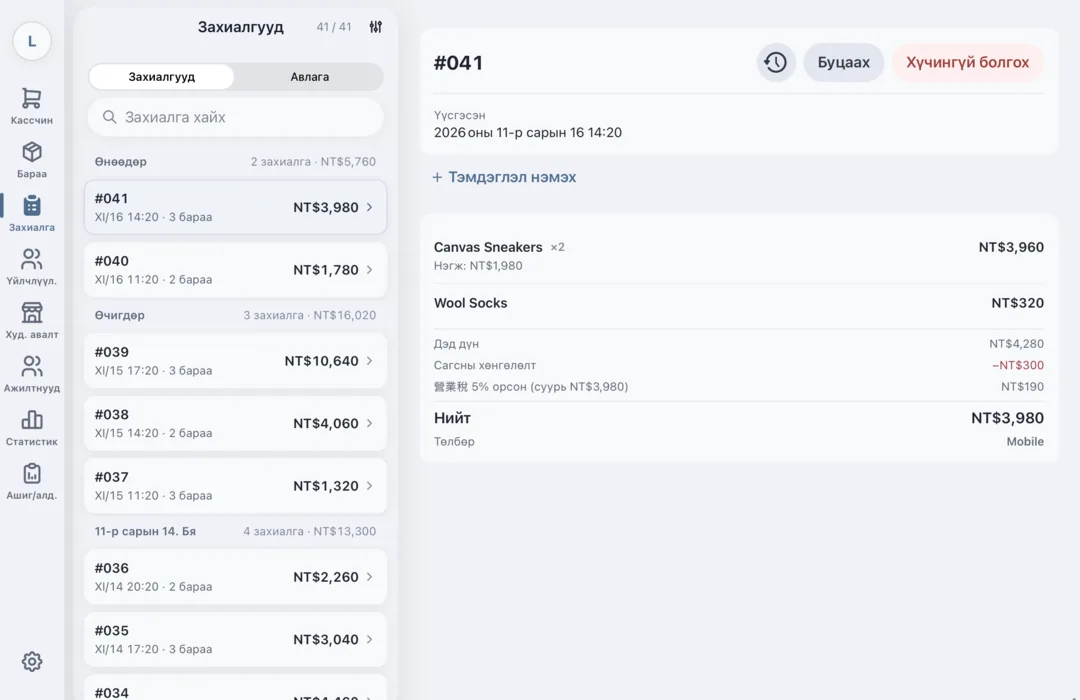 L
Кассчин
Бараа
Захиалга
Үйлчлүүл.
Худ. авалт
Ажилтнууд
Статистик
Ашиг/алд.
Захиалгууд
41 / 41
Захиалгууд
Авлага
Захиалга хайх
Өнөөдөр
2 захиалга · NT$5,760
#041
NT$3,980
XI/16 14:20 · 3 бараа
#040
NT$1,780
XI/16 11:20 · 2 бараа
Өчигдөр
3 захиалга · NT$16,020
#039
NT$10,640
XI/15 17:20 · 3 бараа
#038
NT$4,060
XI/15 14:20 · 2 бараа
#037
NT$1,320
XI/15 11:20 · 3 бараа
11-р сарын 14. Бя
4 захиалга · NT$13,300
#036
NT$2,260
XI/14 20:20 · 2 бараа
#035
NT$3,040
XI/14 17:20 · 3 бараа
#034
#041
Буцаах
Хүчингүй болгох
Үүсгэсэн
2026 оны 11-р сарын 16 14:20
+ Тэмдэглэл нэмэх
Canvas Sneakers ×2
NT$3,960
Нэгж: NT$1,980
Wool Socks
NT$320
Дэд дүн
NT$4,280
Сагсны хөнгөлөлт
−NT$300
營業稅 5% орсон (суурь NT$3,980)
NT$190
Нийт
NT$3,980
Төлбөр
Mobile